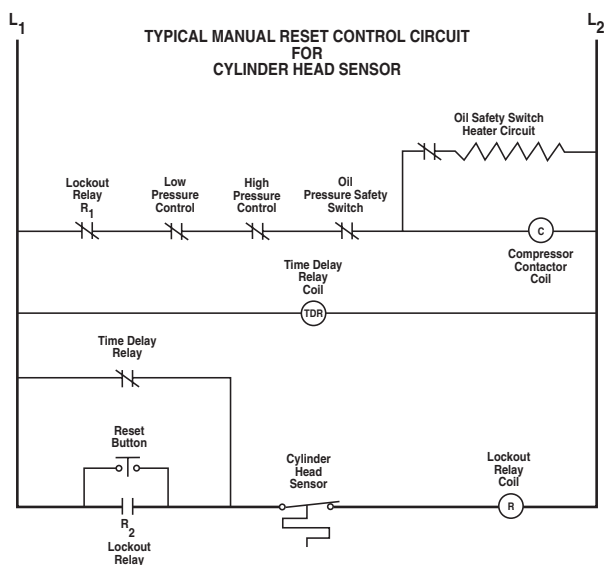 L1
L2
TYPICAL MANUAL RESET CONTROL CIRCUIT
FOR
CYLINDER HEAD SENSOR
Oil Safety Switch
Heater Circuit
Lockout
Relay
R1
Low
Pressure
Control
High
Pressure
Control
Oil
Pressure Safety
Switch
C
Compressor
Contactor
Coil
Time Delay
Relay
Coil
TDR
Time Delay
Relay
Reset
Button
Cylinder
Head
Sensor
Lockout
Relay
Coil
R
R2
Lockout
Relay